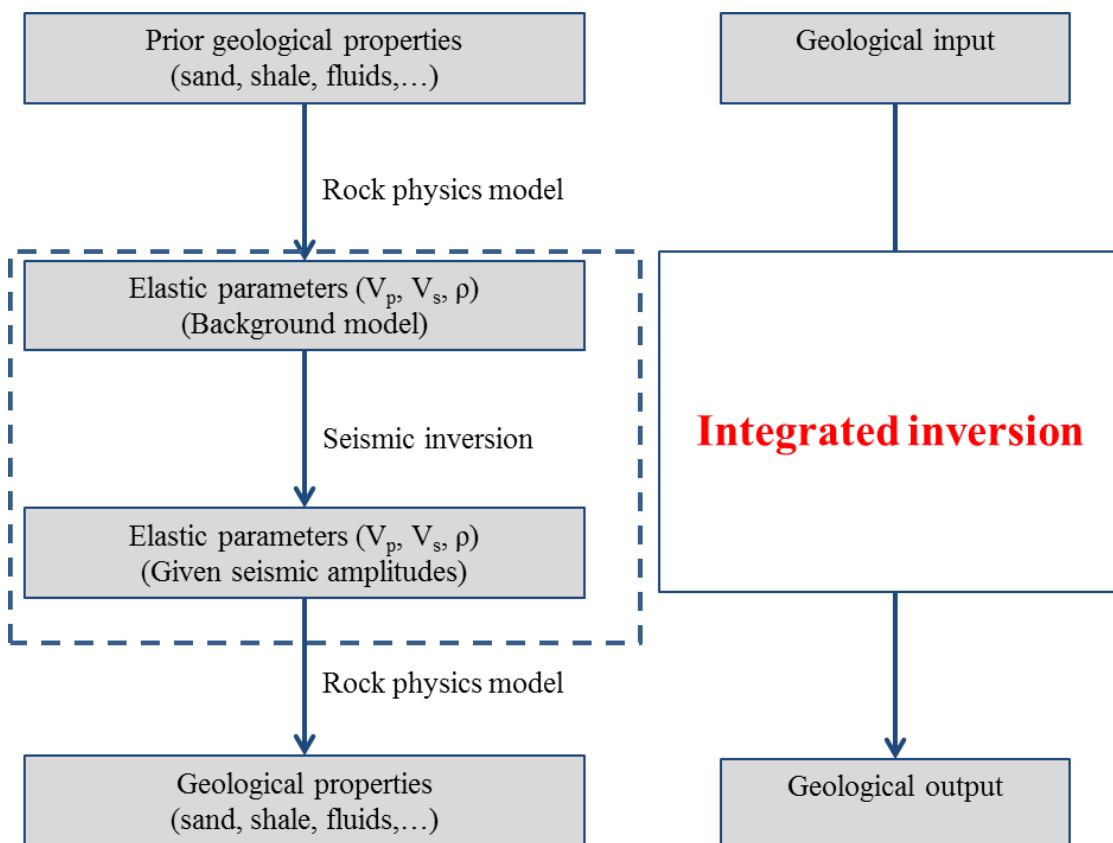 Prior geological properties
(sand, shale, fluids,…)
Rock physics model
Elastic parameters (Vp, Vs, ρ)
(Background model)
Seismic inversion
Elastic parameters (Vp, Vs, ρ)
(Given seismic amplitudes)
Rock physics model
Geological properties
(sand, shale, fluids,…)
Geological input
Integrated inversion
Geological output